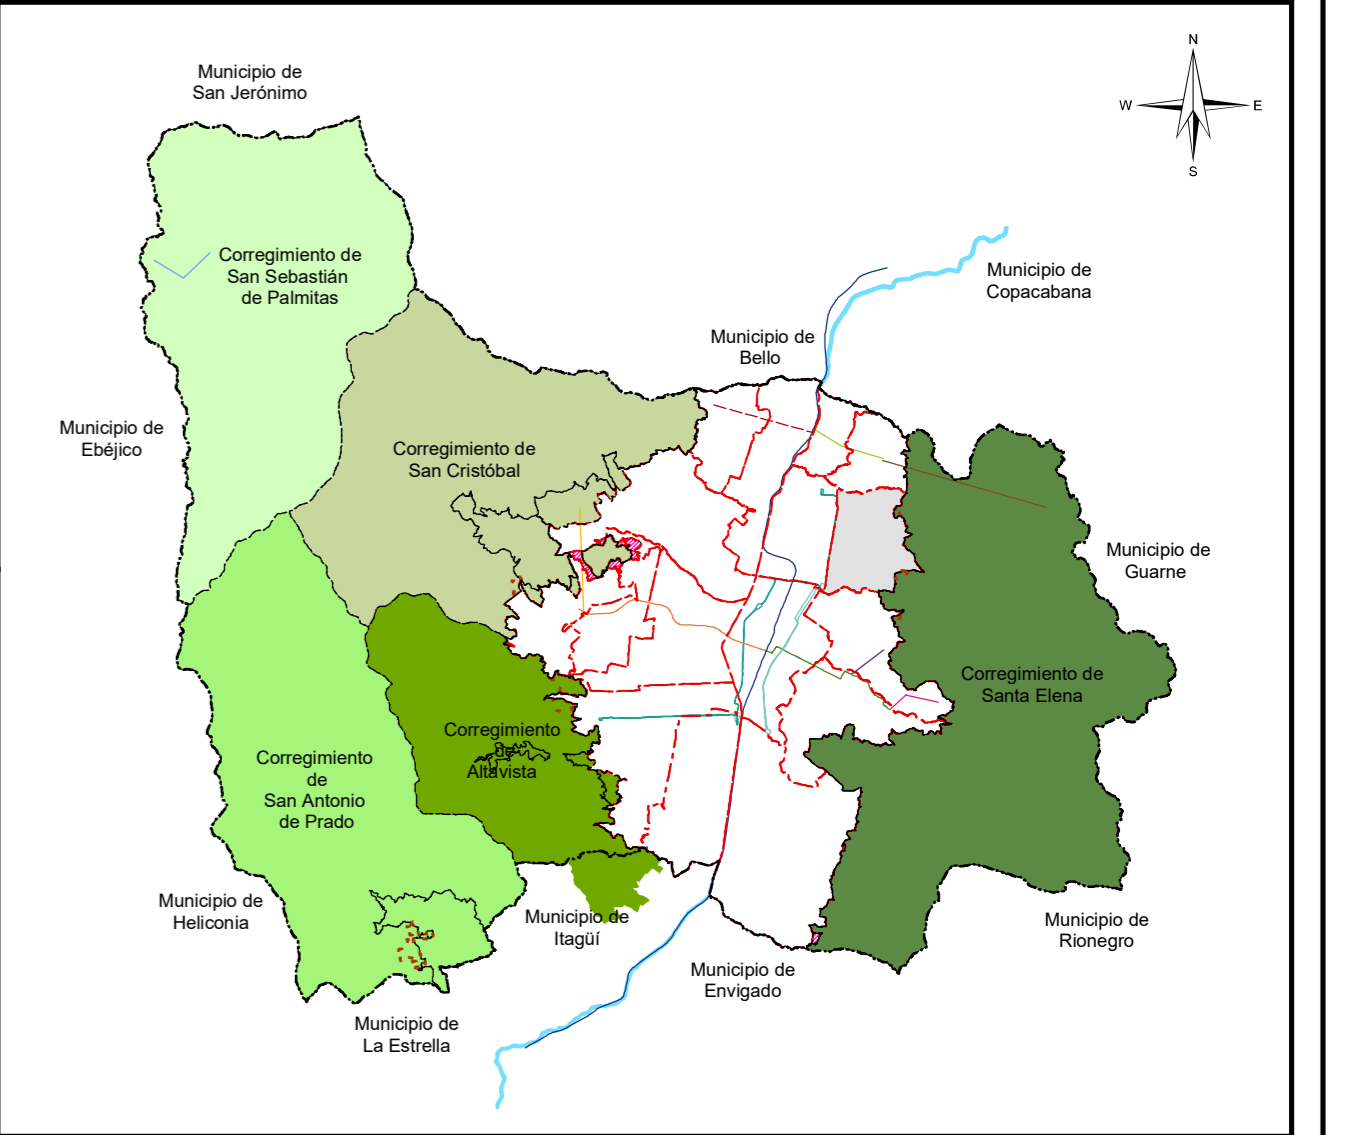 N
W
E
S
Municipio de
San Jerónimo
Corregimiento de
San Sebastián
de Palmitas
Municipio de
Copacabana
Municipio de
Bello
Municipio de
Ebéjico
Corregimiento de
San Cristóbal
Municipio de
Guarne
Corregimiento de
Santa Elena
Corregimiento
de
Altavista
Corregimiento
de
San Antonio
de Prado
Municipio de
Heliconia
Municipio de
Itagüí
Municipio de
Rionegro
Municipio de
Envigado
Municipio de
La Estrella